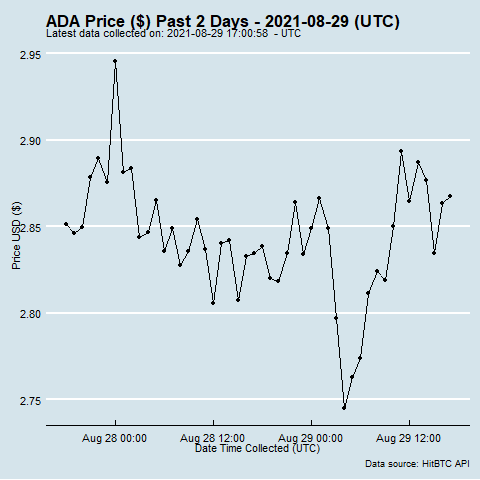 ADA Price ($) Past 2 Days - 2021-08-29 (UTC)
Latest data collected on: 2021-08-29 17:00:58  - UTC
2.95
2.90
2.85
2.80
2.75
Price USD ($)
Aug 28 00:00
Aug 28 12:00
Aug 29 00:00
Aug 29 12:00
Date Time Collected (UTC)
Data source: HitBTC API